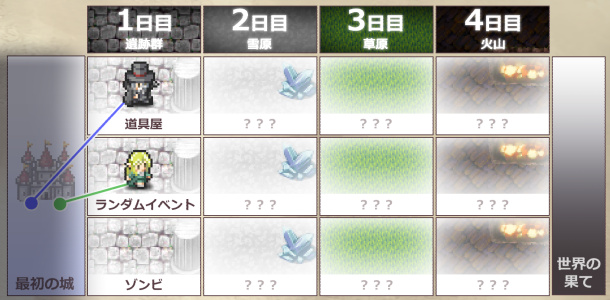 1日目
遺跡群
2日目
雪原
3日目
草原
4日目
火山
道具屋
? ? ?
? ? ?
? ? ?
ランダムイベント
? ? ?
? ? ?
? ? ?
ゾンビ
? ? ?
? ? ?
? ? ?
最初の城
世界の
果て